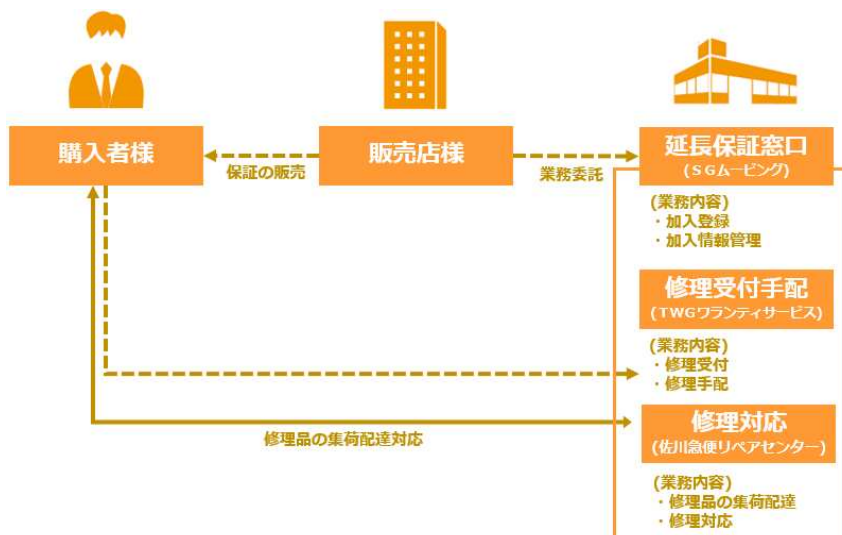 購入者様
販売店様
延長保証窓口
(SGムービング)
保証の販売
業務委託
(業務内容)
・加入登録
・加入情報管理
修理受付手配
(TWGワランティサービス)
(業務内容)
・修理受付
・修理手配
修理対応
(佐川急便リペアセンター)
修理品の集荷配達対応
(業務内容)
・修理品の集荷配達
・修理対応